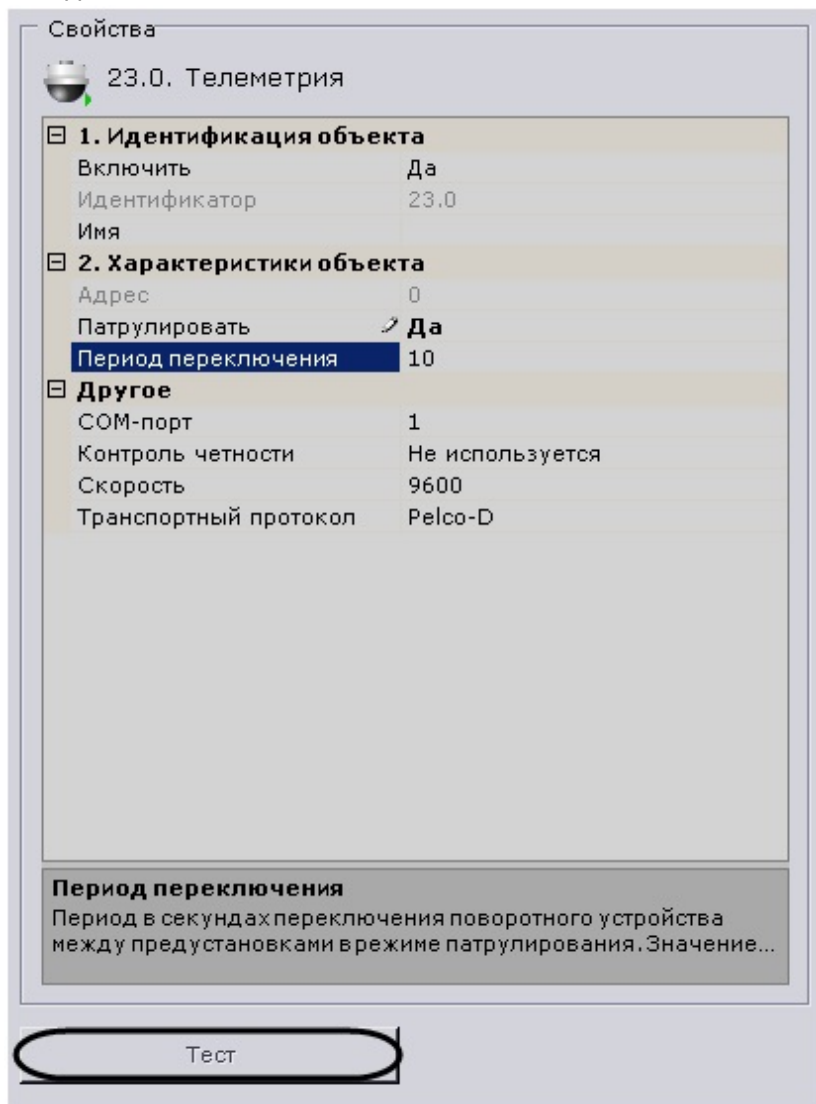 Свойства
23.0. Телеметрия
1. Идентификация объекта
Включить Да
Идентификатор 23.0
Имя
2. Характеристики объекта
Адрес 0
Патрулировать Да
Период переключения 10
Другое
COM-порт 1
Контроль четности Не используется
Скорость 9600
Транспортный протокол Pelco-D
Период переключения
Период в секундах переключения поворотного устройства
между предустановками в режиме патрулирования. Значение...
Тест